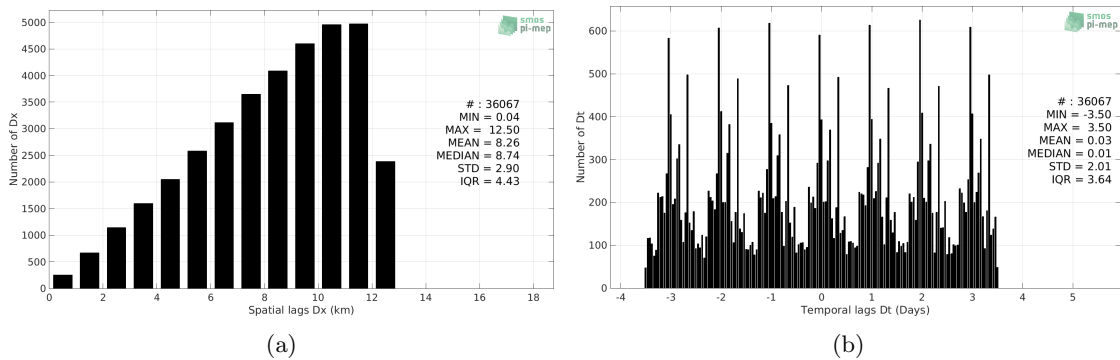 5000
4500
4000
3500
3000
2500
2000
1500
1000
500
0
Number of Dx
0 2 4 6 8 10 12 14 16 18
Spatial lags Dx (km)
smos
pi-mep
# : 36067
MIN = 0.04
MAX = 12.50
MEAN = 8.26
MEDIAN = 8.74
STD = 2.90
IQR = 4.43
(a)
600
500
400
300
200
100
0
Number of Dt
-4 -3 -2 -1 0 1 2 3 4 5
Temporal lags Dt (Days)
smos
pi-mep
# : 36067
MIN = -3.50
MAX = 3.50
MEAN = 0.03
MEDIAN = 0.01
STD = 2.01
IQR = 3.64
(b)